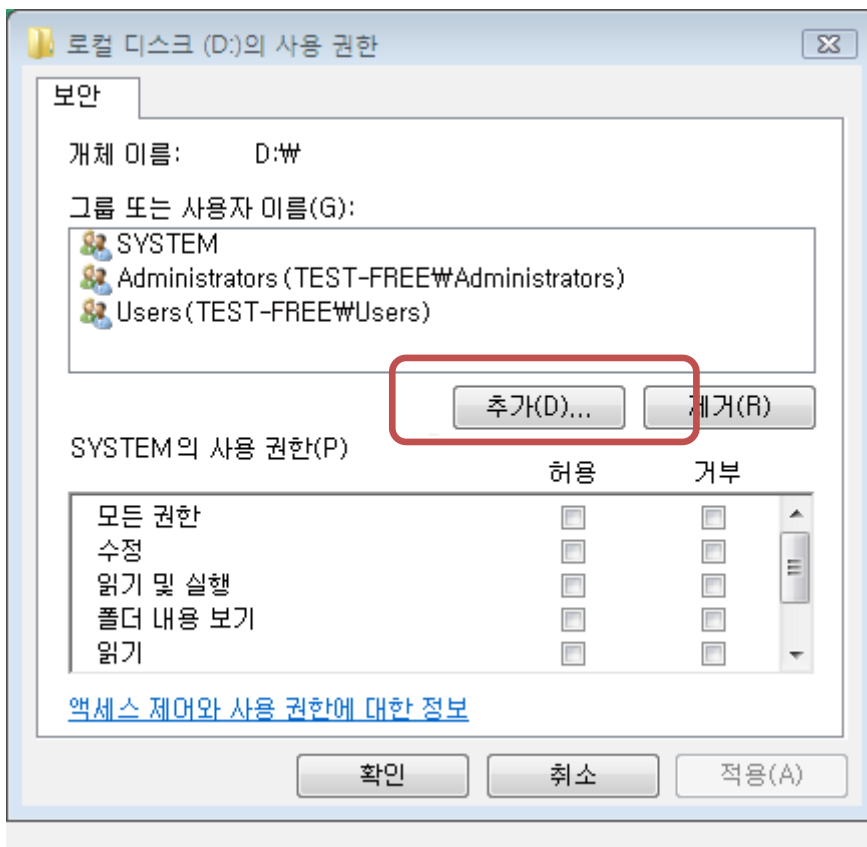 로컬 디스크 (D:)의 사용 권한
보안
개체 이름: D:₩
그룹 또는 사용자 이름(G):
SYSTEM
Administrators (TEST-FREE₩Administrators)
Users (TEST-FREE₩Users)
추가(D)... 제거(R)
SYSTEM의 사용 권한(P)
허용 거부
모든 권한
수정
읽기 및 실행
폴더 내용 보기
읽기
액세스 제어와 사용 권한에 대한 정보
확인 취소 적용(A)